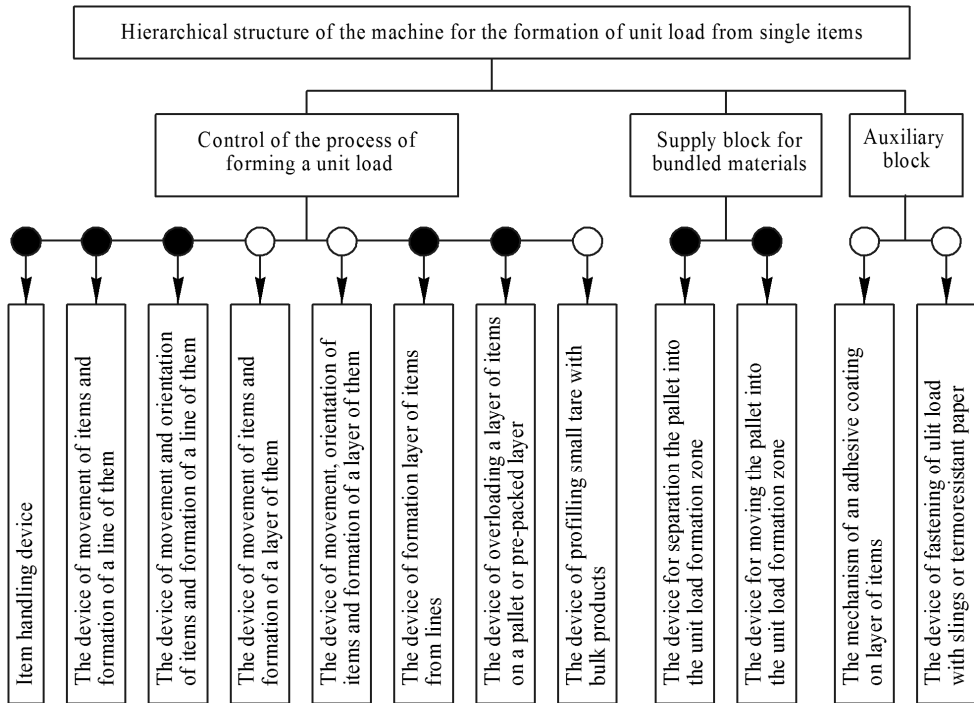 Hierarchical structure of the machine for the formation of unit load from single items
Control of the process of
forming a unit load
Supply block for
bundled materials
Auxiliary
block
Item handling device
The device of movement of items and
formation of a line of them
The device of movement and orientation
of items and formation of a line of them
The device of movement of items and
formation of a layer of them
The device of movement, orientation of
items and formation of a layer of them
The device of formation layer of items
from lines
The device of overloading a layer of items
on a pallet or pre-packed layer
The device of profilling small tare with
bulk products
The device for separation the pallet into
the unit load formation zone
The device for moving the pallet into
the unit load formation zone
The mechanism of an adhesive coating
on layer of items
The device of fastening of ulit load
with slings or termoresistant paper